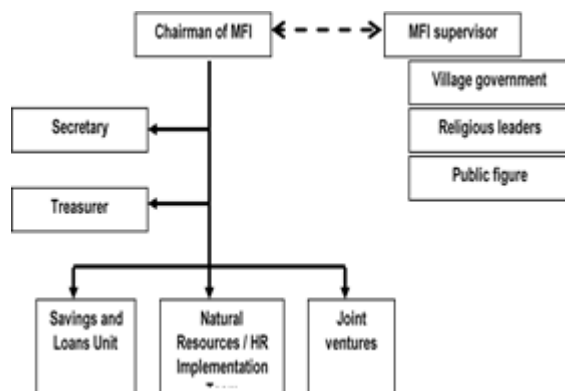 Chairman of MFI
MFI supervisor
Village government
Religious leaders
Public figure
Secretary
Treasurer
Savings and
Loans Unit
Natural
Resources / HR
Implementation
Joint
ventures